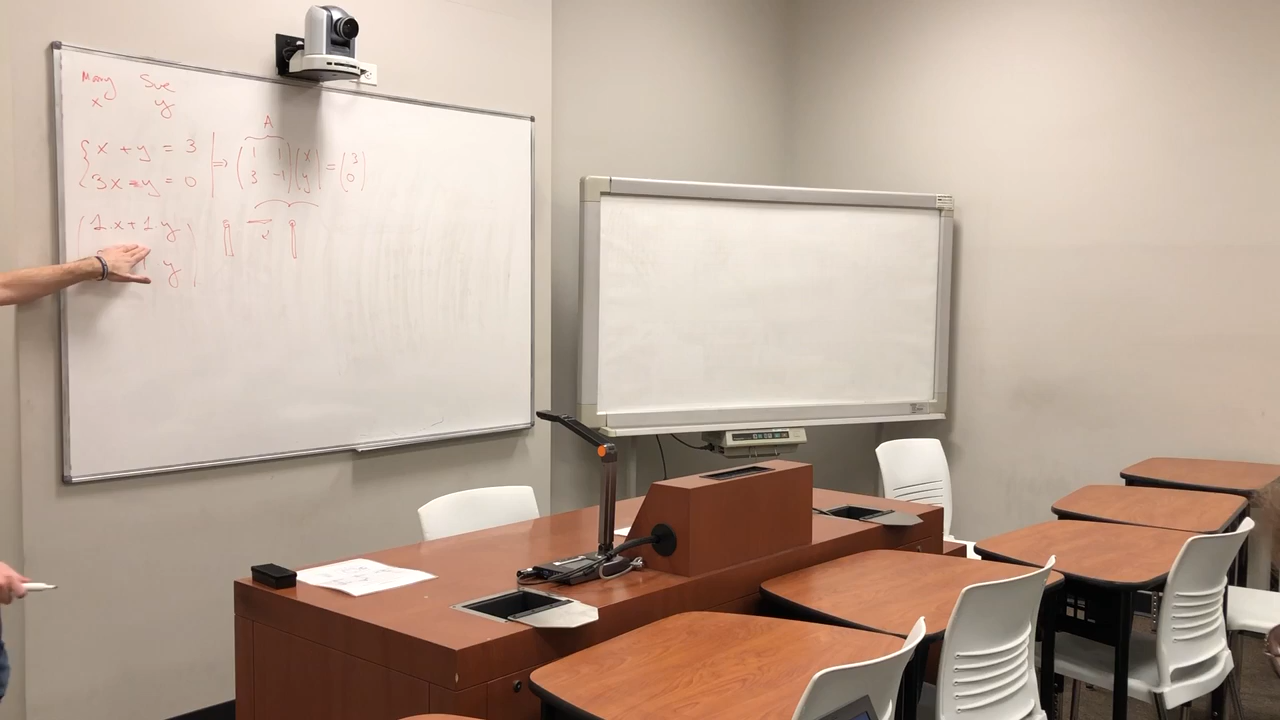 Mary Sue
x y
A
{ x + y = 3 | ⇒ ( 1 1 ) ( x ) = ( 3 )
{ 3x - y = 0 | ( 3 -1 ) ( y ) ( 0 )
( 1·x + 1·y )
y